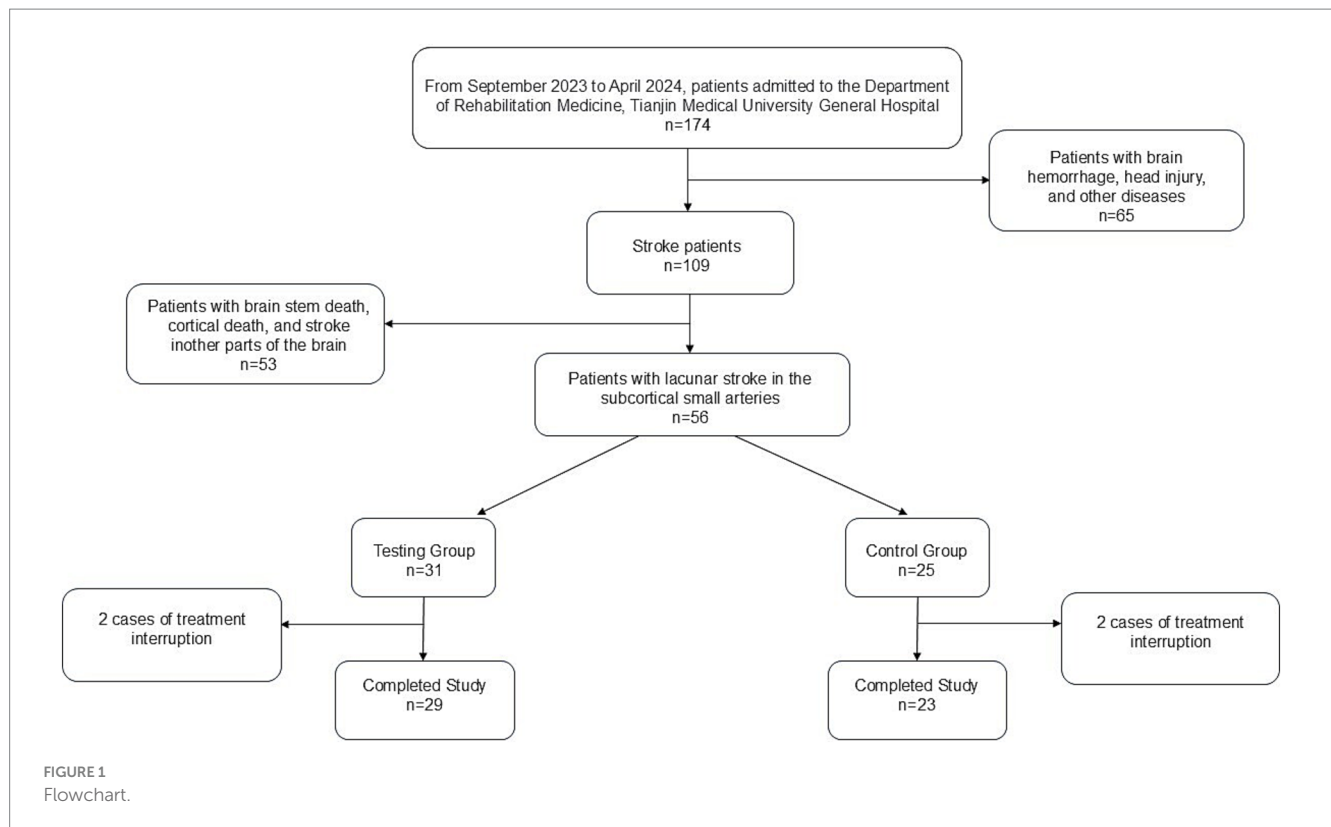 From September 2023 to April 2024, patients admitted to the Department
of Rehabilitation Medicine, Tianjin Medical University General Hospital
n=174
Patients with brain
hemorrhage, head injury,
and other diseases
n=65
Stroke patients
n=109
Patients with brain stem death,
cortical death, and stroke
inother parts of the brain
n=53
Patients with lacunar stroke in the
subcortical small arteries
n=56
Testing Group
n=31
Control Group
n=25
2 cases of treatment
interruption
2 cases of treatment
interruption
Completed Study
n=29
Completed Study
n=23
FIGURE 1
Flowchart.